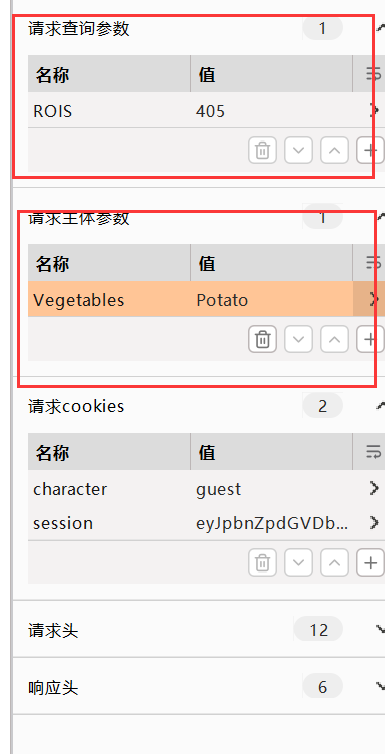 请求查询参数 1
名称 值
ROIS 405
请求主体参数 1
名称 值
Vegetables Potato
请求cookies 2
名称 值
character guest
session eyJpbnZpdGVDb...
请求头 12
响应头 6